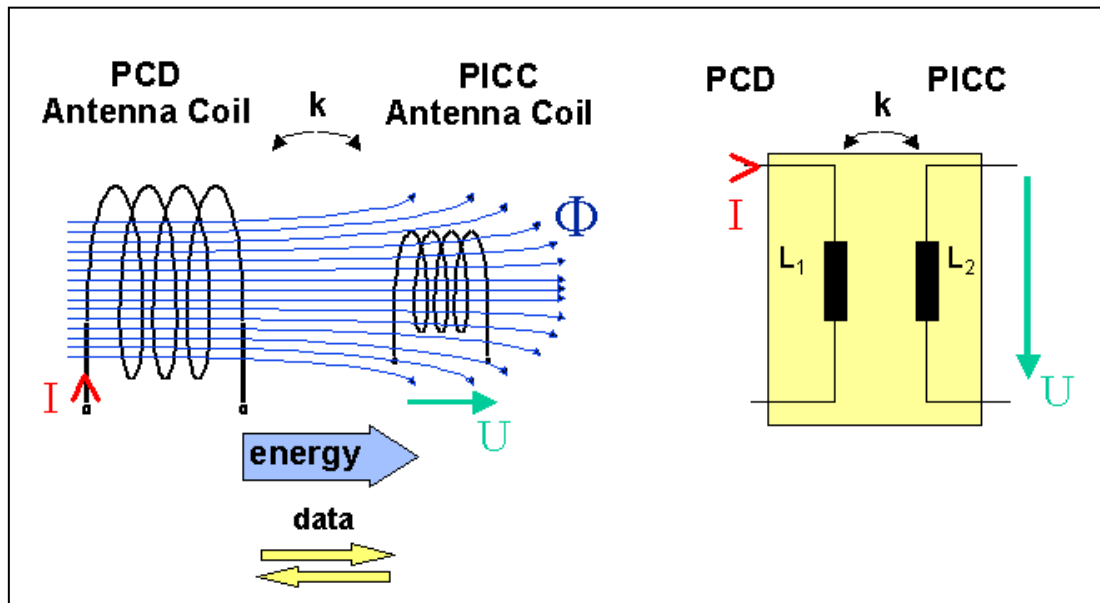 PCD
Antenna Coil
k
PICC
Antenna Coil
Φ
I
U
energy
data
PCD
PICC
k
I
L₁
L₂
U